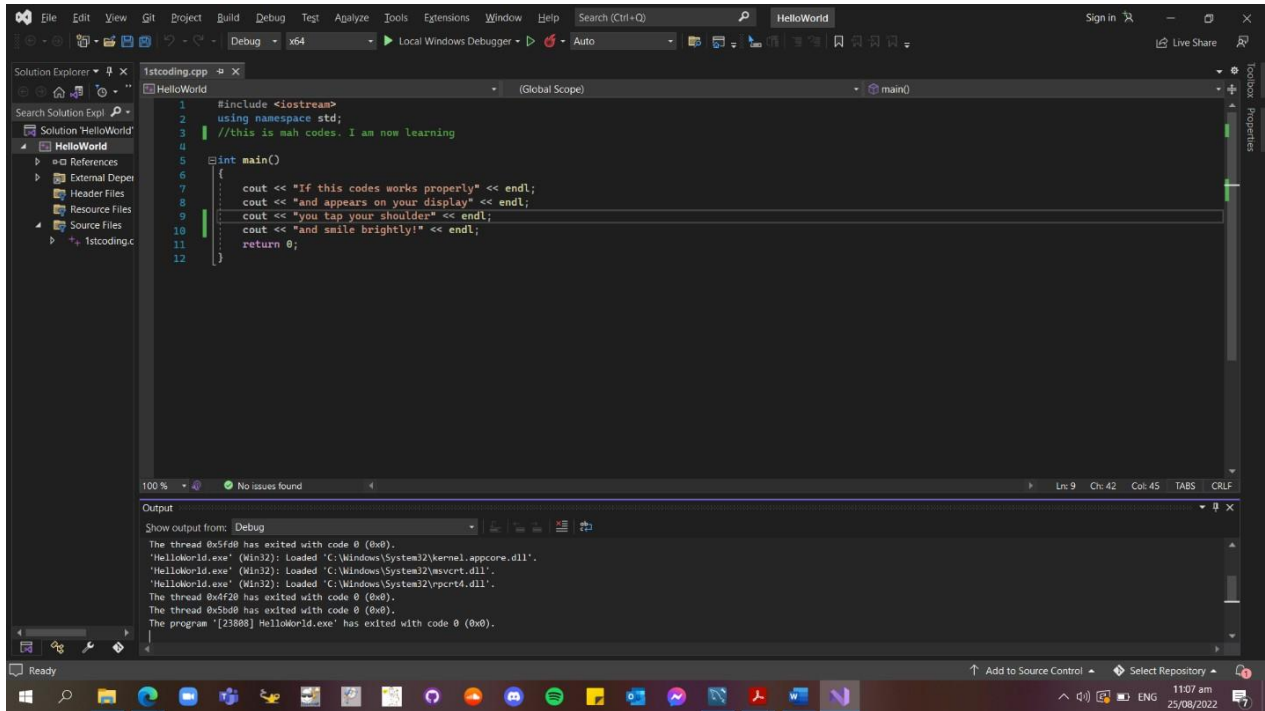 File Edit View Git Project Build Debug Test Analyze Tools Extensions Window Help Search (Ctrl+Q) HelloWorld Sign in
Debug x64 Local Windows Debugger Auto Live Share
Solution Explorer 1stcoding.cpp
HelloWorld (Global Scope) main()
Search Solution Expl
Solution 'HelloWorld'
HelloWorld
References
External Deper
Header Files
Resource Files
Source Files
1stcoding.c
1 #include <iostream>
2 using namespace std;
3 //this is mah codes. I am now learning
4
5 int main()
6 {
7 cout << "If this codes works properly" << endl;
8 cout << "and appears on your display" << endl;
9 cout << "you tap your shoulder" << endl;
10 cout << "and smile brightly!" << endl;
11 return 0;
12 }
Toolbox
Properties
100 % No issues found Ln: 9 Ch: 42 Col: 45 TABS CRLF
Output
Show output from: Debug
The thread 0x5fd0 has exited with code 0 (0x0).
'HelloWorld.exe' (Win32): Loaded 'C:\Windows\System32\kernel.appcore.dll'.
'HelloWorld.exe' (Win32): Loaded 'C:\Windows\System32\msvcrt.dll'.
'HelloWorld.exe' (Win32): Loaded 'C:\Windows\System32\rpcrt4.dll'.
The thread 0x4f20 has exited with code 0 (0x0).
The thread 0x5bd0 has exited with code 0 (0x0).
The program '[23808] HelloWorld.exe' has exited with code 0 (0x0).
Ready Add to Source Control Select Repository
ENG 11:07 am
25/08/2022